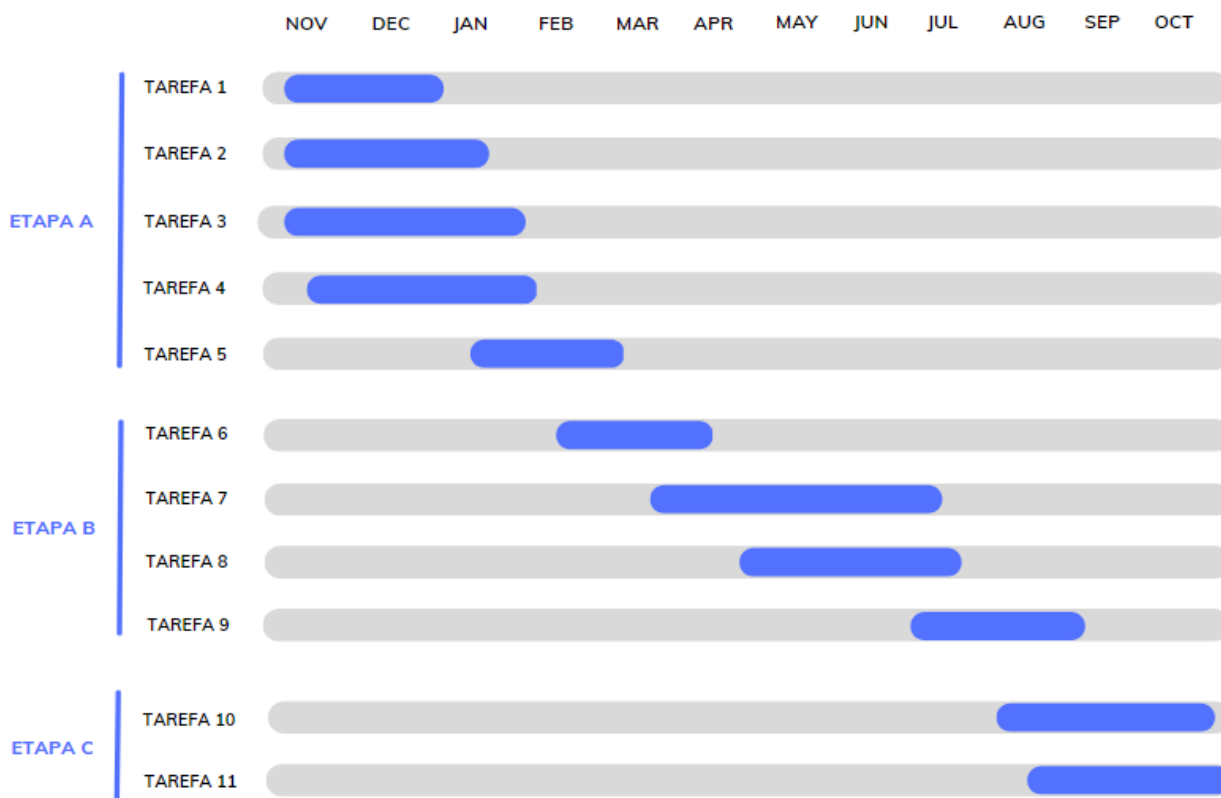 NOV DEC JAN FEB MAR APR MAY JUN JUL AUG SEP OCT
TAREFA 1
TAREFA 2
ETAPA A
TAREFA 3
TAREFA 4
TAREFA 5
TAREFA 6
TAREFA 7
ETAPA B
TAREFA 8
TAREFA 9
TAREFA 10
ETAPA C
TAREFA 11